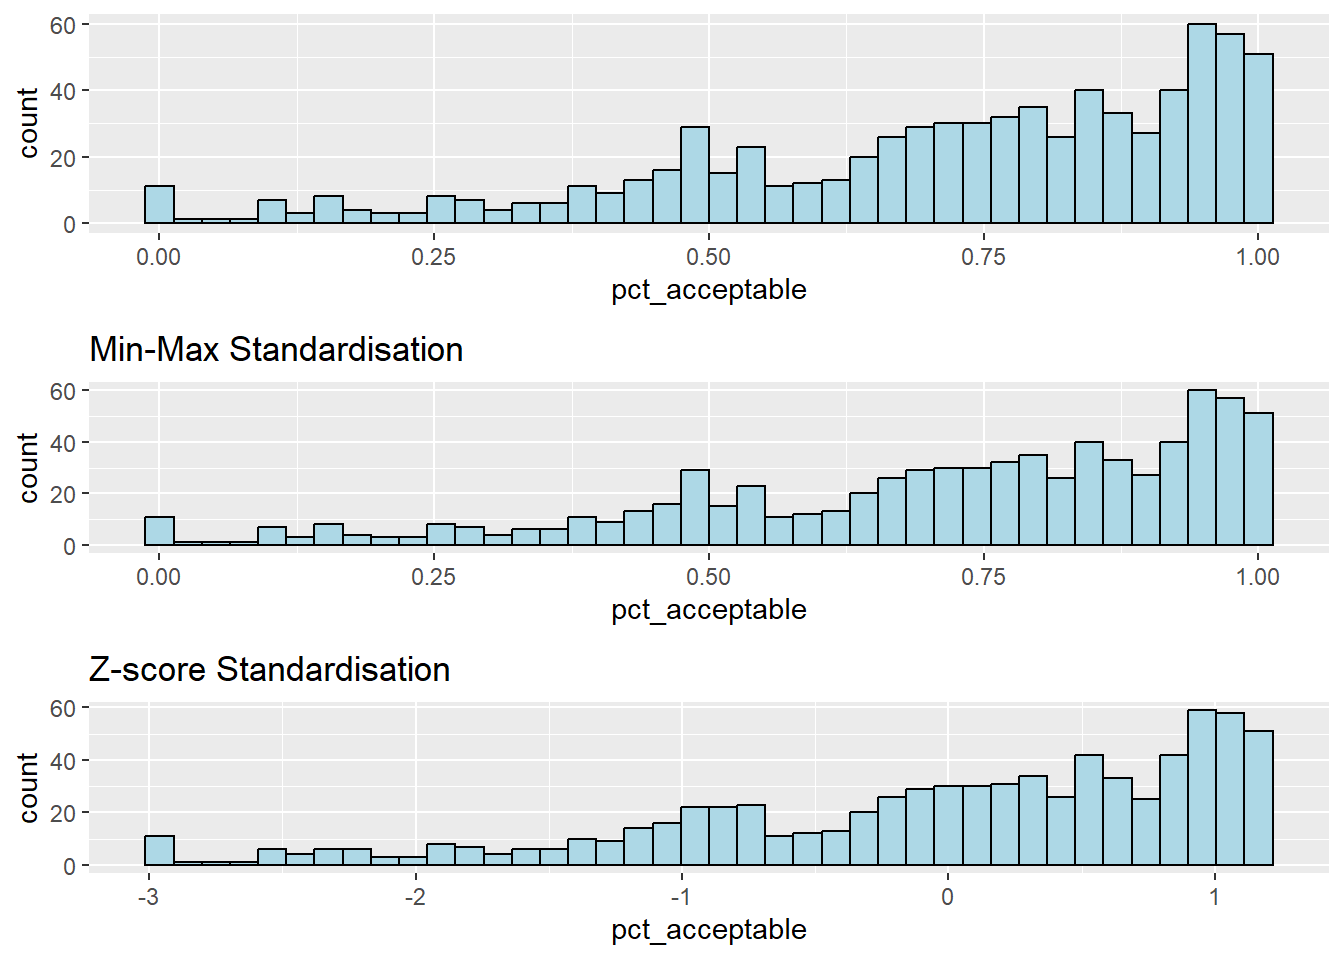 60
40
20
0
count
0.00 0.25 0.50 0.75 1.00
pct_acceptable
Min-Max Standardisation
60
40
20
0
count
0.00 0.25 0.50 0.75 1.00
pct_acceptable
Z-score Standardisation
60
40
20
0
count
-3 -2 -1 0 1
pct_acceptable